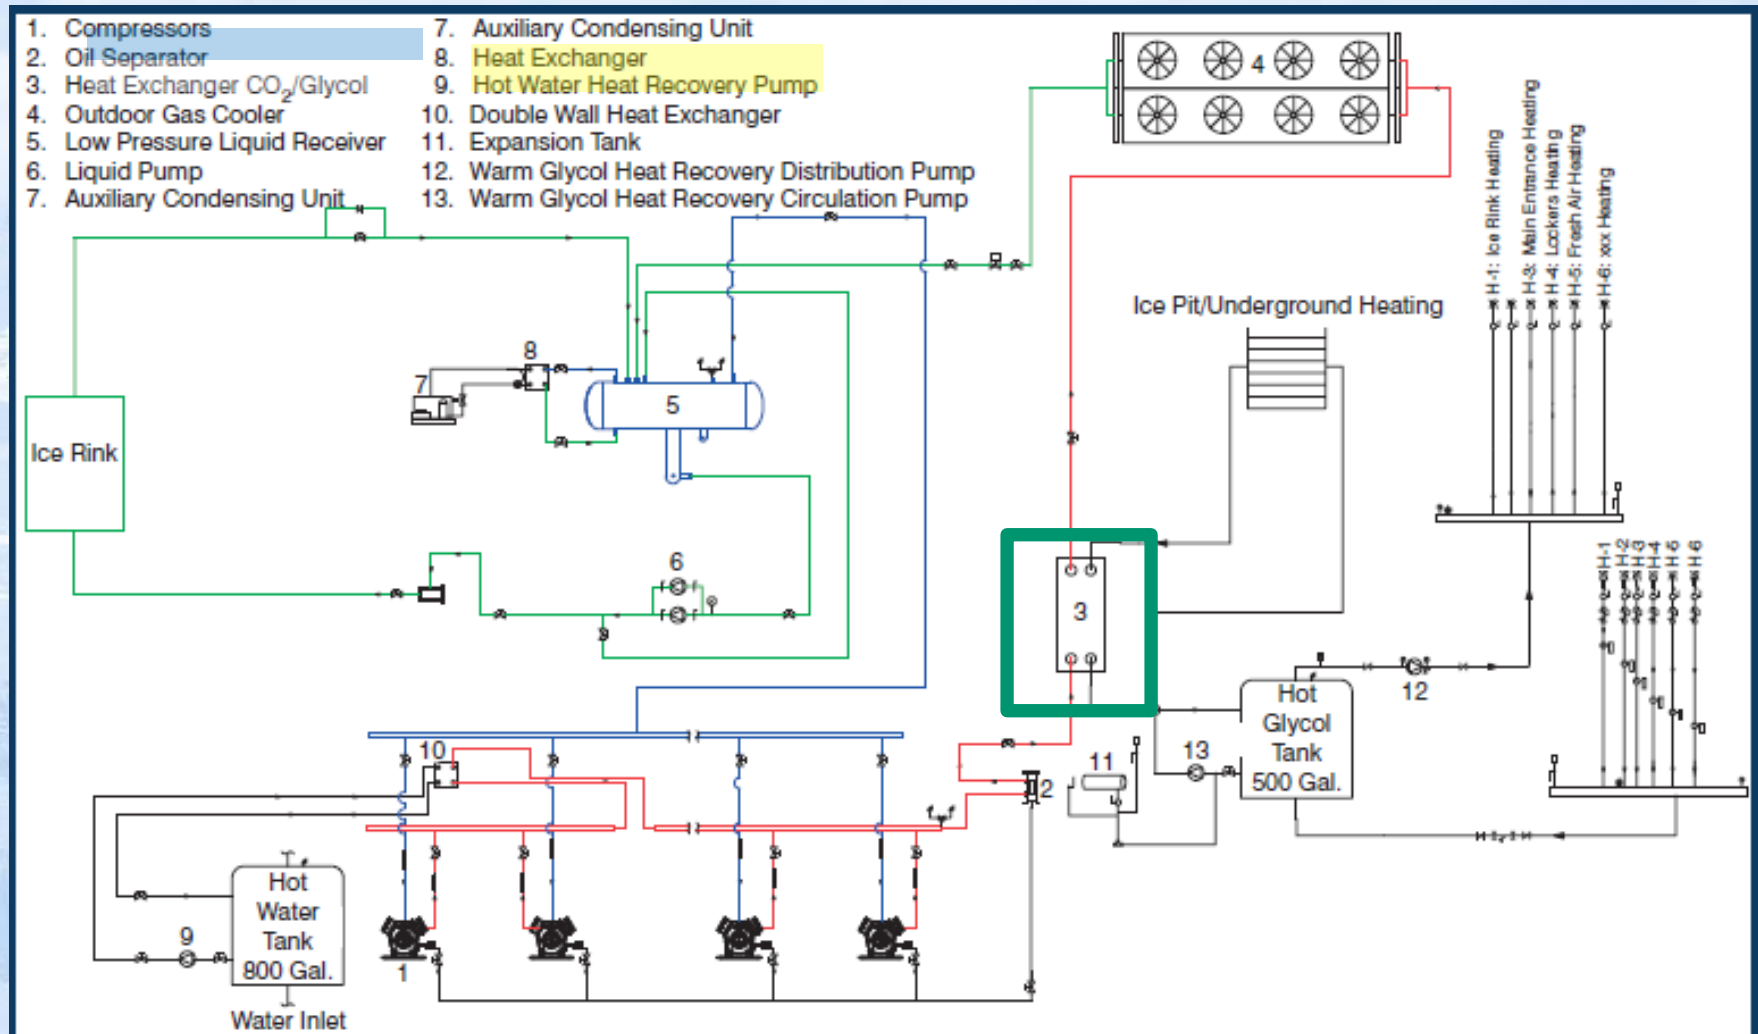 1. Compressors
2. Oil Separator
3. Heat Exchanger CO2/Glycol
4. Outdoor Gas Cooler
5. Low Pressure Liquid Receiver
6. Liquid Pump
7. Auxiliary Condensing Unit
7. Auxiliary Condensing Unit
8. Heat Exchanger
9. Hot Water Heat Recovery Pump
10. Double Wall Heat Exchanger
11. Expansion Tank
12. Warm Glycol Heat Recovery Distribution Pump
13. Warm Glycol Heat Recovery Circulation Pump
4
H-1: Ice Rink Heating
H-3: Main Entrance Heating
H-4: Lockers Heating
H-5: Fresh Air Heating
H-6: xxx Heating
Ice Pit/Underground Heating
8
7
5
Ice Rink
6
3
H-1
H-2
H-3
H-4
H-5
H-6
12
Hot
Glycol
Tank
500 Gal.
13
11
2
10
Hot
Water
Tank
800 Gal.
9
1
Water Inlet